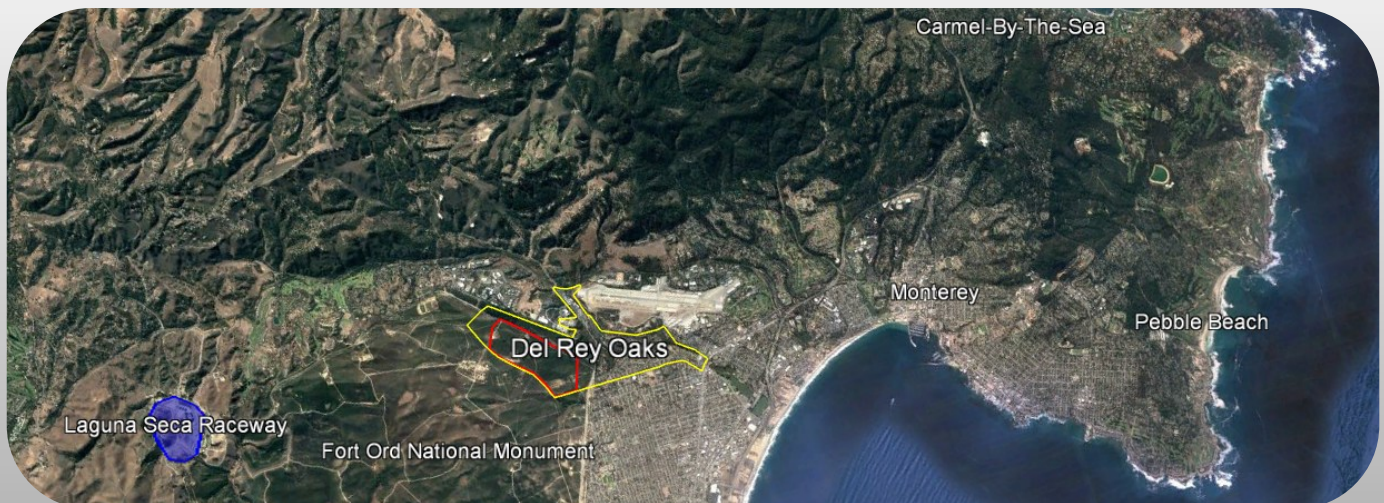 Carmel-By-The-Sea
Monterey
Pebble Beach
Del Rey Oaks
Laguna Seca Raceway
Fort Ord National Monument